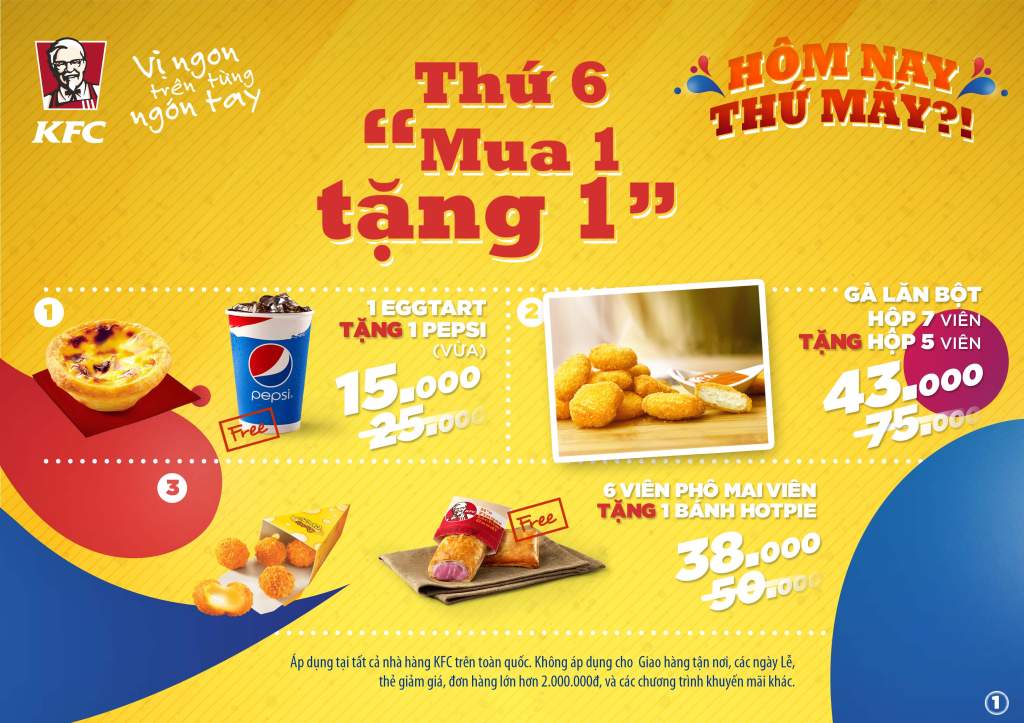 KFC
Vị ngon
trên từng
ngón tay
Thứ 6
“Mua 1
tặng 1”
HÔM NAY
THỨ MẤY?!
1
pepsi
Free
1 EGGTART
TẶNG 1 PEPSI
(VỪA)
15.000
25.000
2
GÀ LĂN BỘT
HỘP 7 VIÊN
TẶNG HỘP 5 VIÊN
43.000
75.000
3
Free
6 VIÊN PHÔ MAI VIÊN
TẶNG 1 BÁNH HOTPIE
38.000
50.000
Áp dụng tại tất cả nhà hàng KFC trên toàn quốc. Không áp dụng cho Giao hàng tận nơi, các ngày Lễ,
thẻ giảm giá, đơn hàng lớn hơn 2.000.000đ, và các chương trình khuyến mãi khác.
1